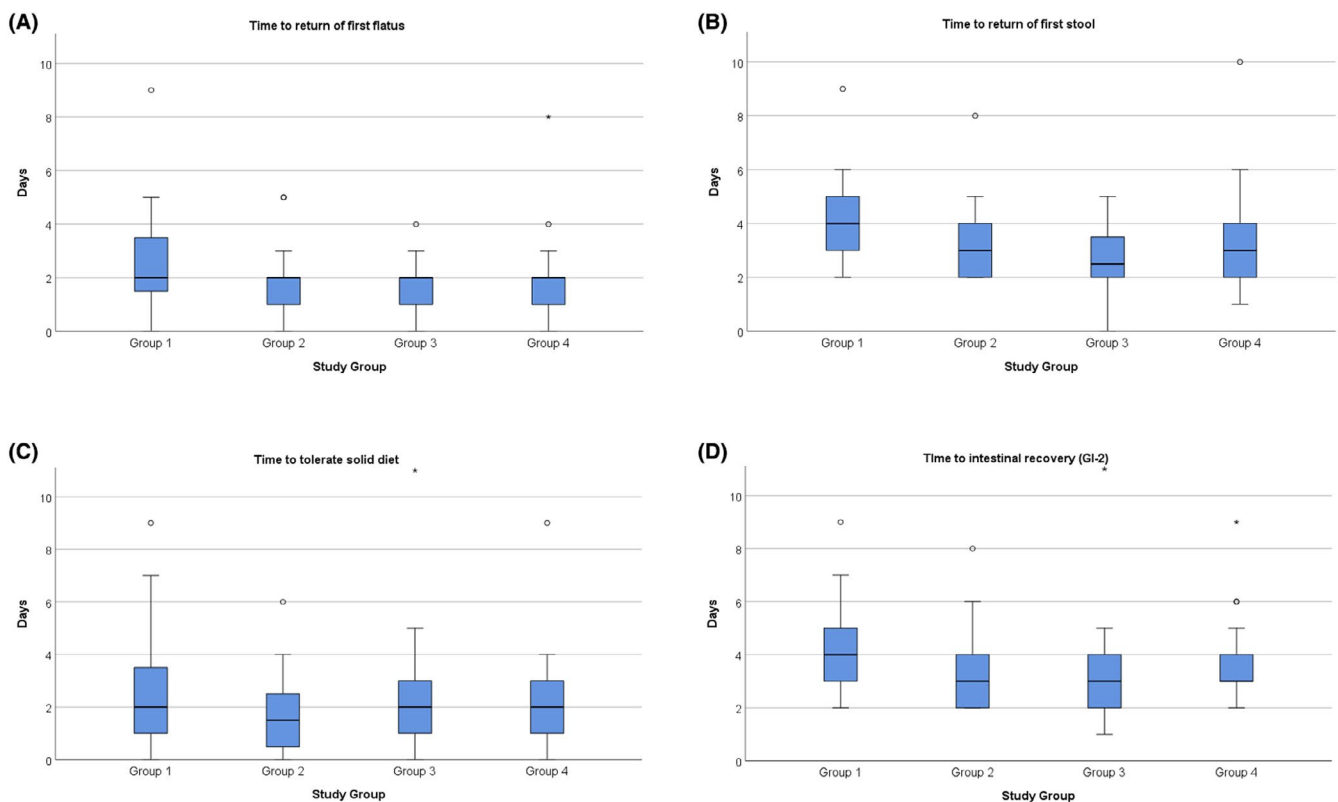 (A)
Time to return of first flatus
10
8
6
4
2
0
Days
Group 1 Group 2 Group 3 Group 4
Study Group
(B)
Time to return of first stool
10
8
6
4
2
0
Days
Group 1 Group 2 Group 3 Group 4
Study Group
(C)
Time to tolerate solid diet
10
8
6
4
2
0
Days
Group 1 Group 2 Group 3 Group 4
Study Group
(D)
TIme to intestinal recovery (GI-2)
10
8
6
4
2
0
Days
Group 1 Group 2 Group 3 Group 4
Study Group